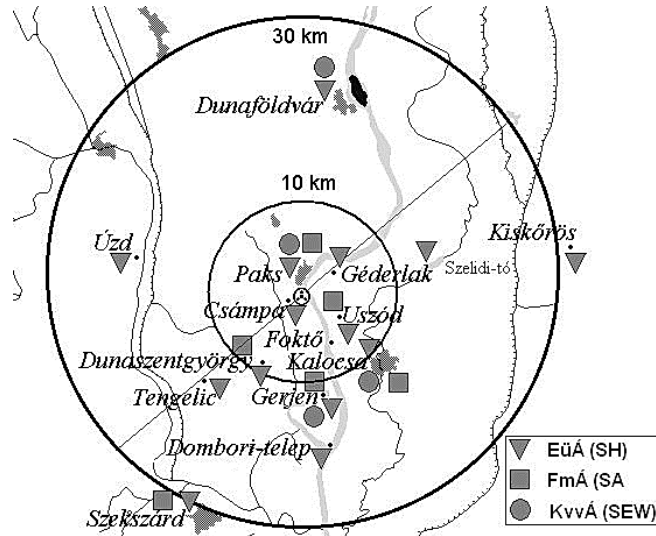 30 km
Dunaföldvár
10 km
Úzd
Kiskőrös
Paks
Géderlak
Szelidi-tó
Csámpa
Uszód
Foktő
Dunaszentgyörgy
Kalocsa
Tengelic
Gerjen
Dombori-telep
Szekszárd
EüÁ (SH)
FmÁ (SA
KvvÁ (SEW)